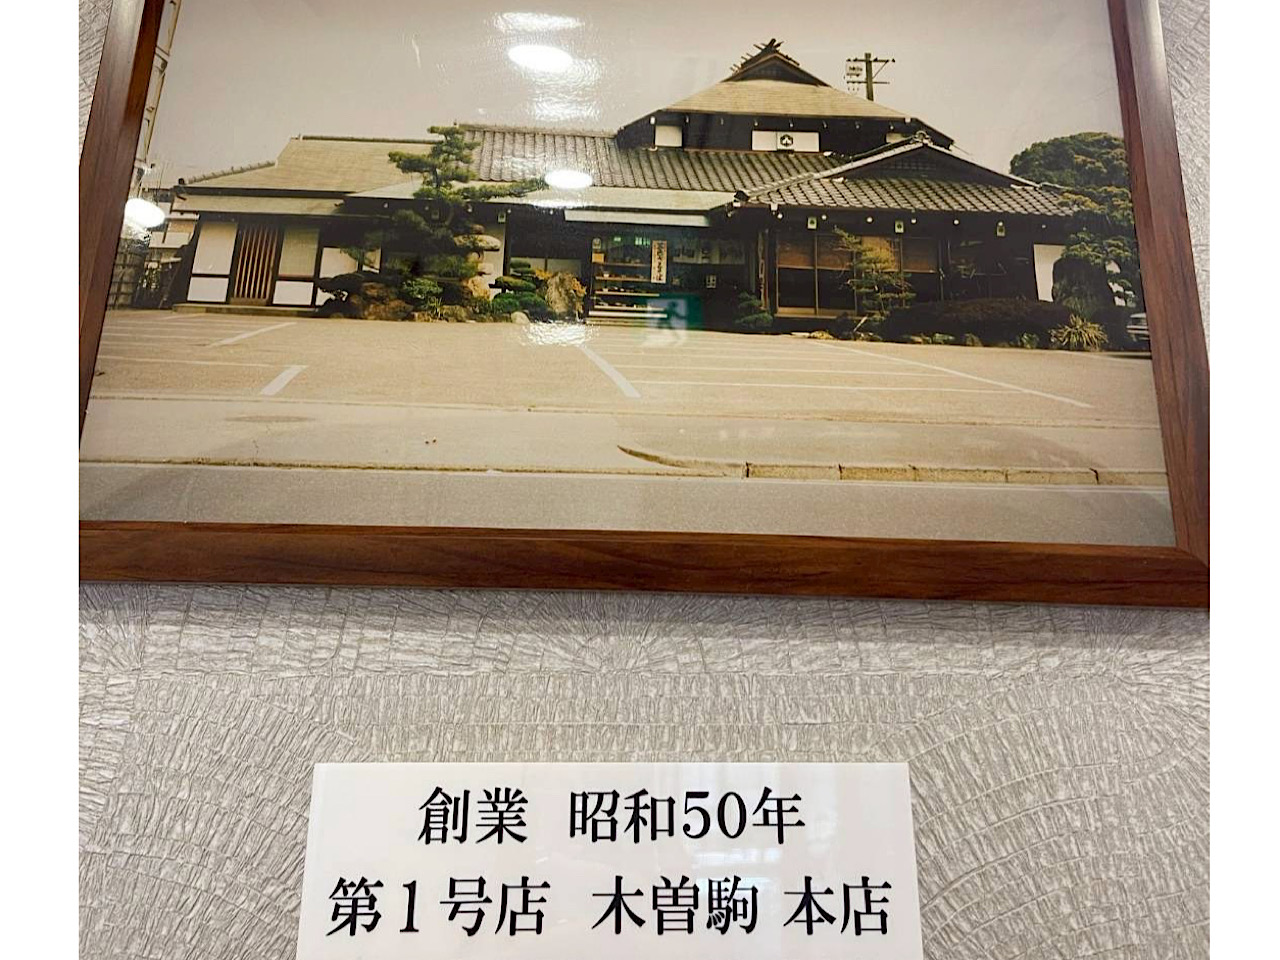 創業 昭和50年
第1号店 木曽駒 本店